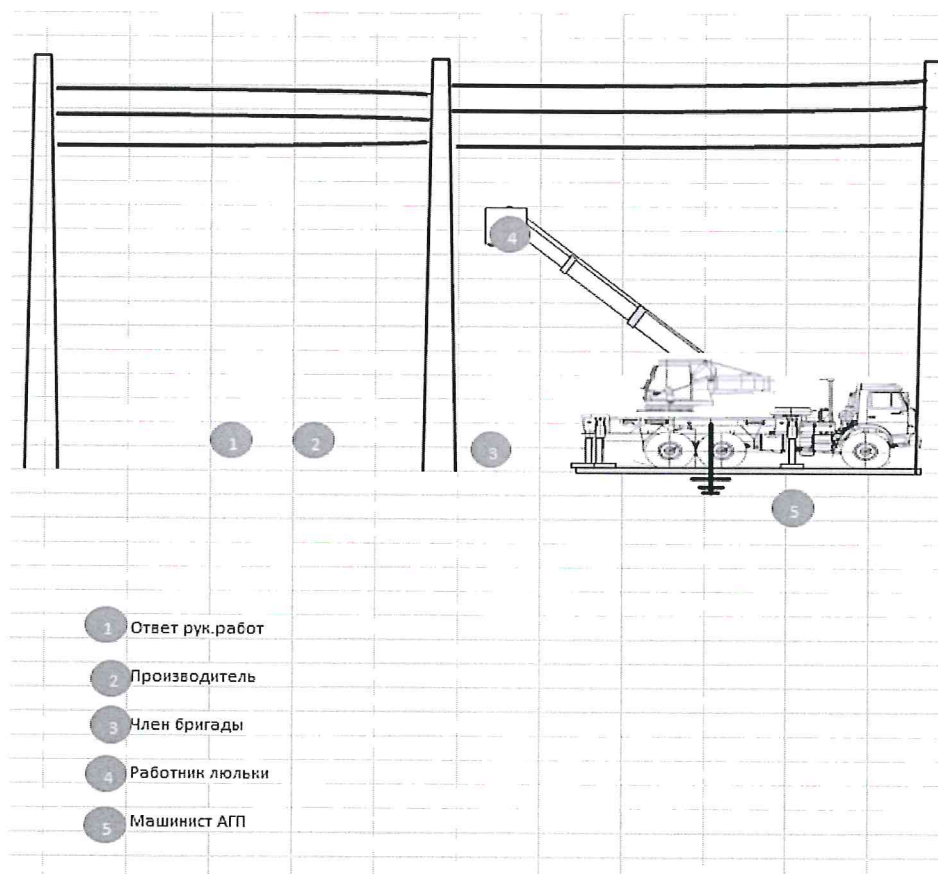 4
1
2
3
5
1 Ответ рук.работ
2 Производитель
3 Член бригады
4 Работник люльки
5 Машинист АГП